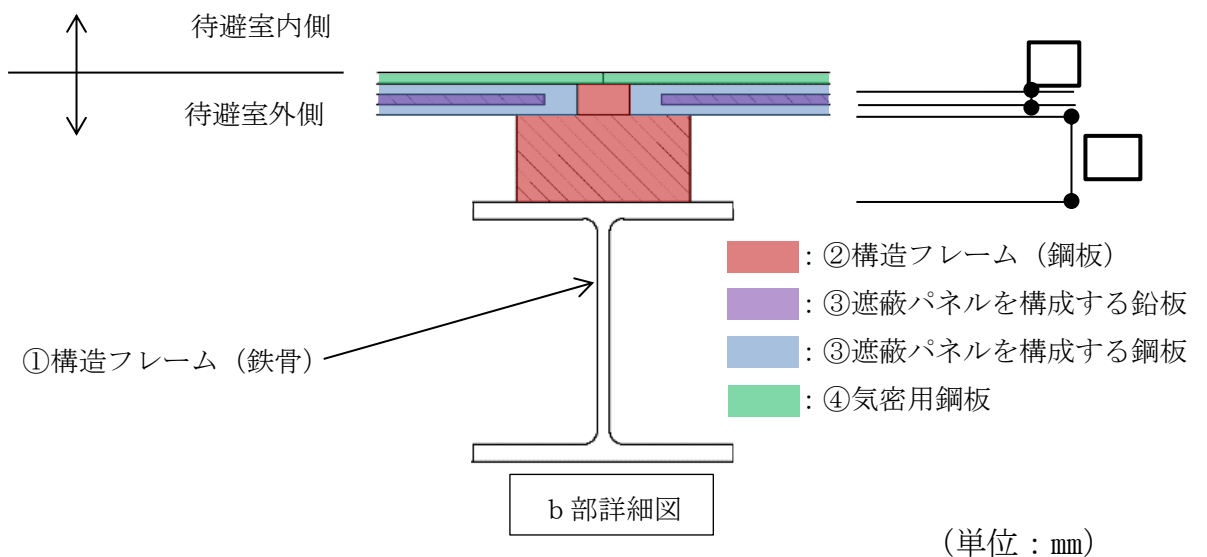 待避室内側
待避室外側
:②構造フレーム(鋼板)
:③遮蔽パネルを構成する鉛板
:③遮蔽パネルを構成する鋼板
:④気密用鋼板
①構造フレーム(鉄骨)
b部詳細図
(単位:㎜)